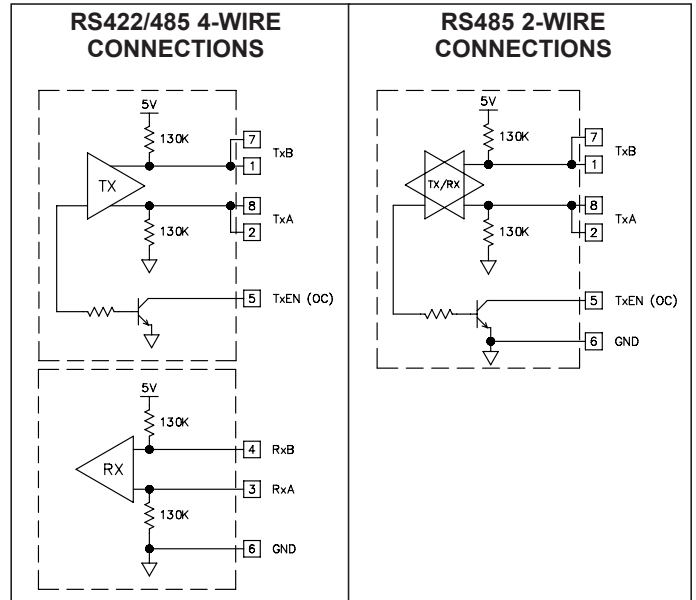 RS422/485 4-WIRE
CONNECTIONS
5V
130K
7
TxB
1
TX
8
TxA
130K
2
5
TxEN (OC)
5V
130K
4
RxB
RX
3
RxA
130K
6
GND
RS485 2-WIRE
CONNECTIONS
5V
130K
7
TxB
1
TX/RX
8
TxA
130K
2
5
TxEN (OC)
6
GND